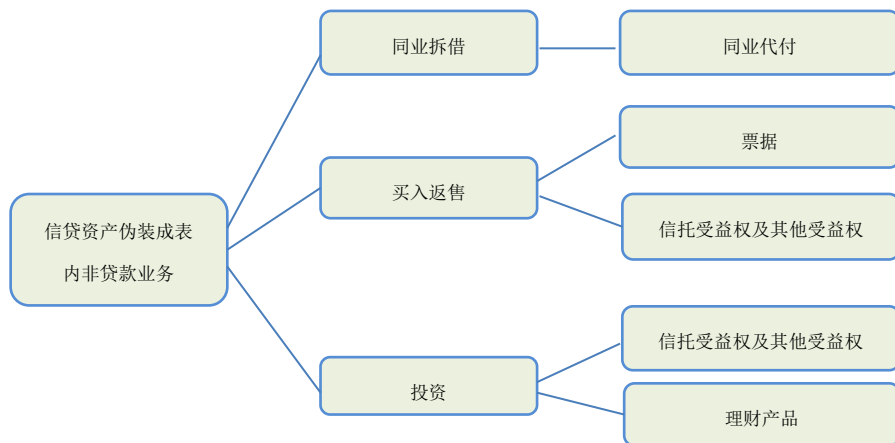 同业拆借
同业代付
票据
买入返售
信贷资产伪装成表
内非贷款业务
信托受益权及其他受益权
信托受益权及其他受益权
投资
理财产品